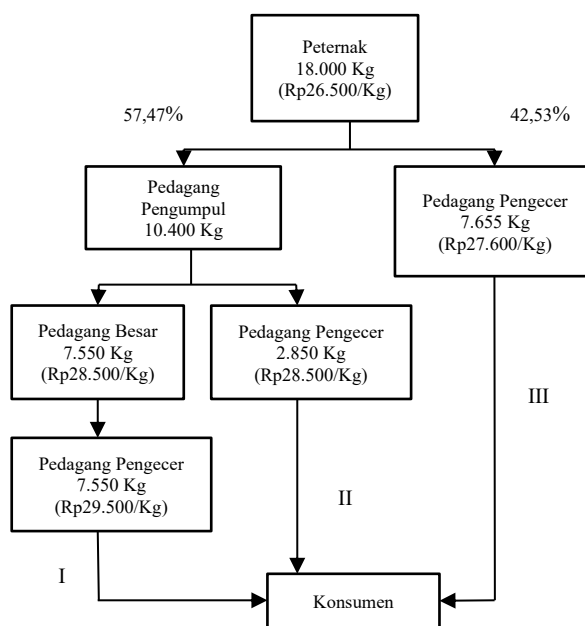 Peternak
18.000 Kg
(Rp26.500/Kg)
57,47%
42,53%
Pedagang
Pengumpul
10.400 Kg
Pedagang Pengecer
7.655 Kg
(Rp27.600/Kg)
Pedagang Besar
7.550 Kg
(Rp28.500/Kg)
Pedagang Pengecer
2.850 Kg
(Rp28.500/Kg)
III
Pedagang Pengecer
7.550 Kg
(Rp29.500/Kg)
II
I
Konsumen